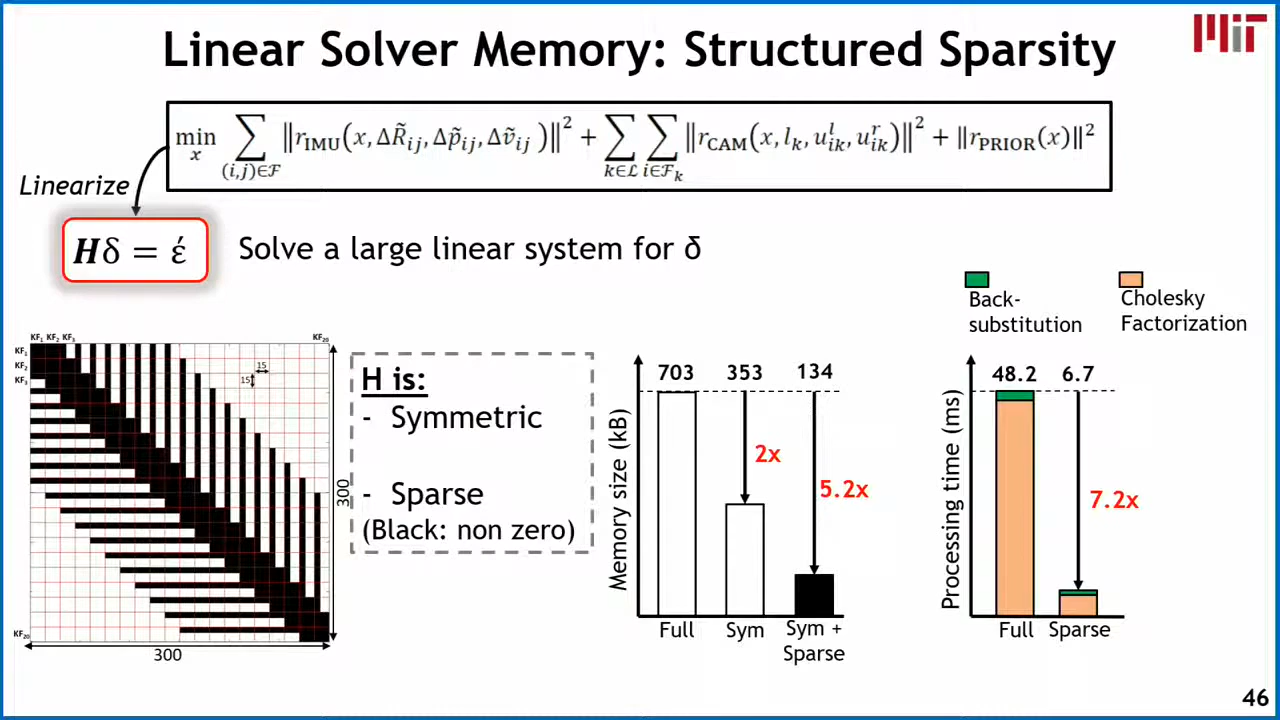 Linear Solver Memory: Structured Sparsity
MIT
min x ∑ (i,j)∈ℱ ‖r_IMU(x, ΔR̃_ij, Δp̃_ij, Δṽ_ij)‖² + ∑ k∈ℒ ∑ i∈ℱ_k ‖r_CAM(x, l_k, u^l_ik, u^r_ik)‖² + ‖r_PRIOR(x)‖²
Linearize
Hδ = έ
Solve a large linear system for δ
Back-
substitution
Cholesky
Factorization
KF₁ KF₂ KF₃
KF₂₀
KF₁
KF₂
KF₃
15
15
300
KF₂₀
300
H is:
- Symmetric
- Sparse
(Black: non zero)
Memory size (kB)
703 353 134
2x
5.2x
Full Sym Sym +
Sparse
Processing time (ms)
48.2 6.7
7.2x
Full Sparse
46